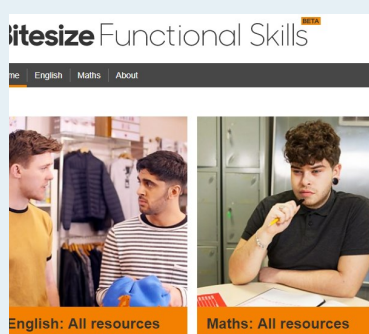 BETA
itesize Functional Skills
me English Maths About
English: All resources
Maths: All resources